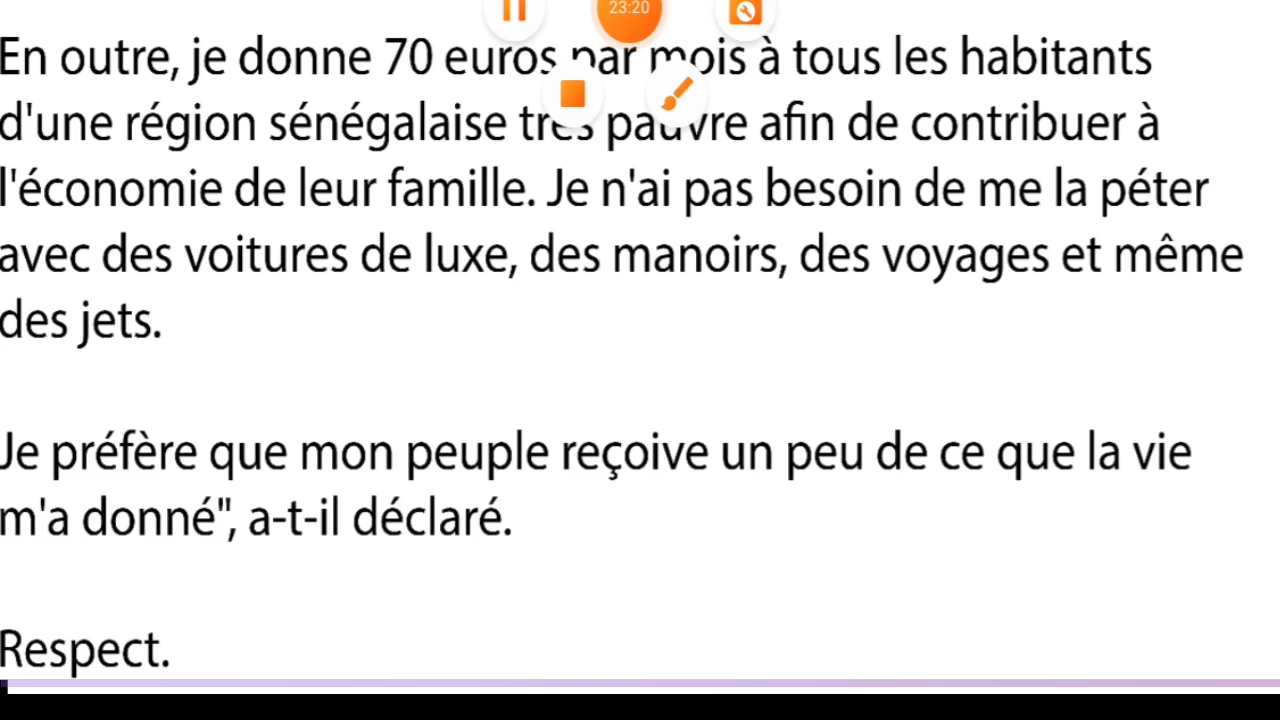 23:20
En outre, je donne 70 euros par mois à tous les habitants
d'une région sénégalaise très pauvre afin de contribuer à
l'économie de leur famille. Je n'ai pas besoin de me la péter
avec des voitures de luxe, des manoirs, des voyages et même
des jets.
Je préfère que mon peuple reçoive un peu de ce que la vie
m'a donné", a-t-il déclaré.
Respect.